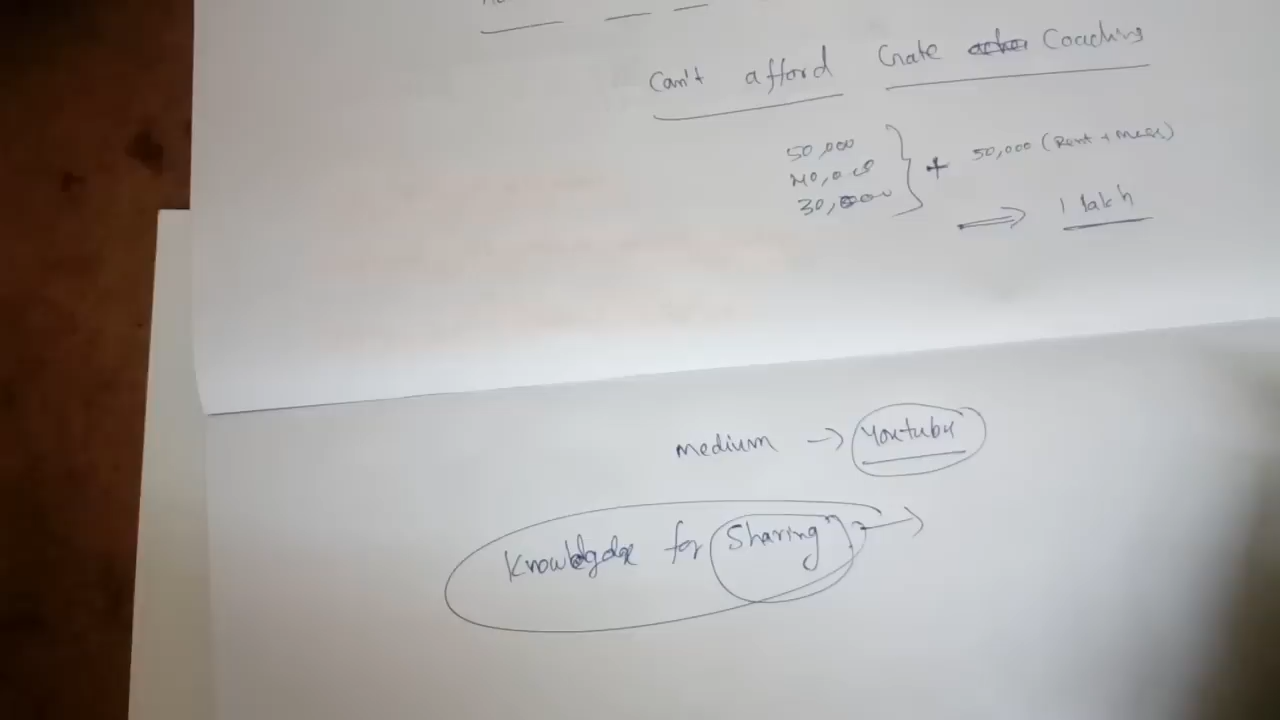 Can't afford Gate Coaching
50,000
40,000
30,000
+ 50,000 (Rent + Mess)
⟹ 1 lakh
medium → Youtube
Knowledge for Sharing" →